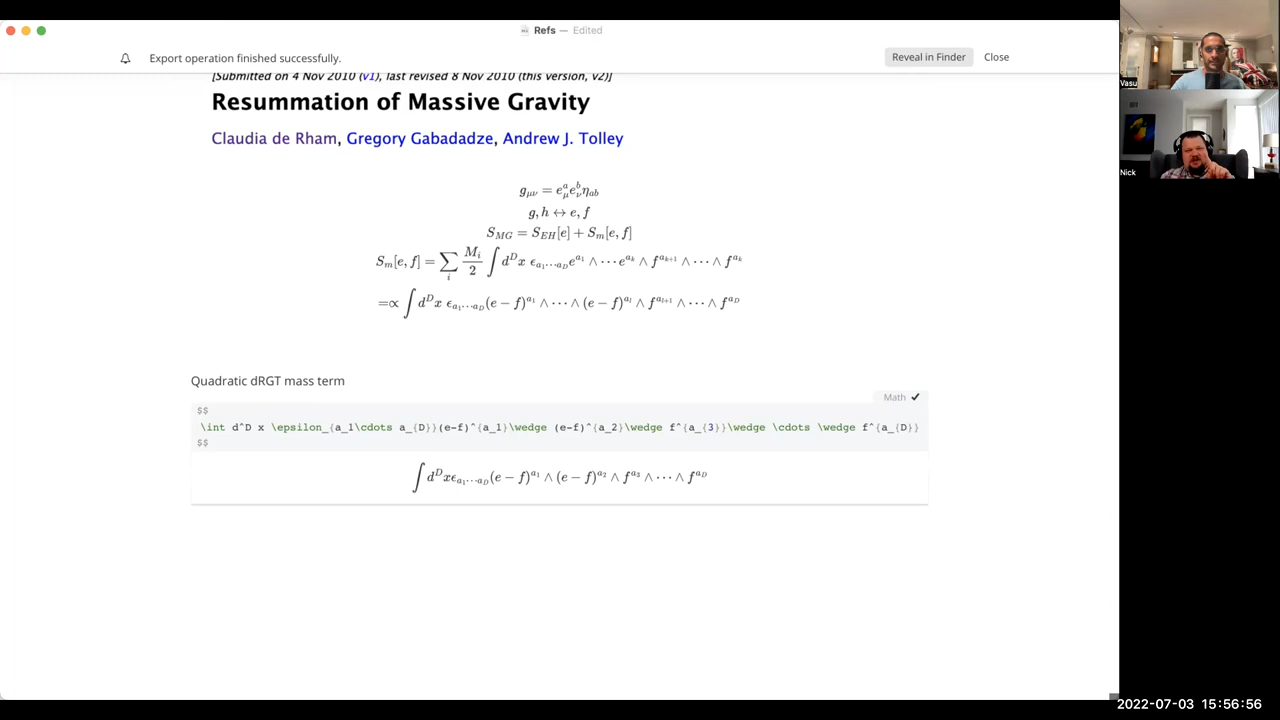 Refs — Edited
Export operation finished successfully.
Reveal in Finder
Close
[Submitted on 4 Nov 2010 (v1), last revised 8 Nov 2010 (this version, v2)]
Resummation of Massive Gravity
Claudia de Rham, Gregory Gabadadze, Andrew J. Tolley
$g_{\mu\nu} = e^a_\mu e^b_\nu \eta_{ab}$
$g, h \leftrightarrow e, f$
$S_{MG} = S_{EH}[e] + S_m[e, f]$
$S_m[e, f] = \sum_i \frac{M_i}{2} \int d^D x \; \epsilon_{a_1 \cdots a_D} e^{a_1} \wedge \cdots e^{a_k} \wedge f^{a_{k+1}} \wedge \cdots \wedge f^{a_k}$
$= \propto \int d^D x \; \epsilon_{a_1 \cdots a_D} (e - f)^{a_1} \wedge \cdots \wedge (e - f)^{a_l} \wedge f^{a_{l+1}} \wedge \cdots \wedge f^{a_D}$
Quadratic dRGT mass term
Math ✔
$$
\int d^D x \epsilon_{a_1\cdots a_{D}}(e-f)^{a_1}\wedge (e-f)^{a_2}\wedge f^{a_{3}}\wedge \cdots \wedge f^{a_{D}}
$$
$\int d^D x \epsilon_{a_1 \cdots a_D} (e - f)^{a_1} \wedge (e - f)^{a_2} \wedge f^{a_3} \wedge \cdots \wedge f^{a_D}$
Vasu
Nick
2022-07-03 15:56:56